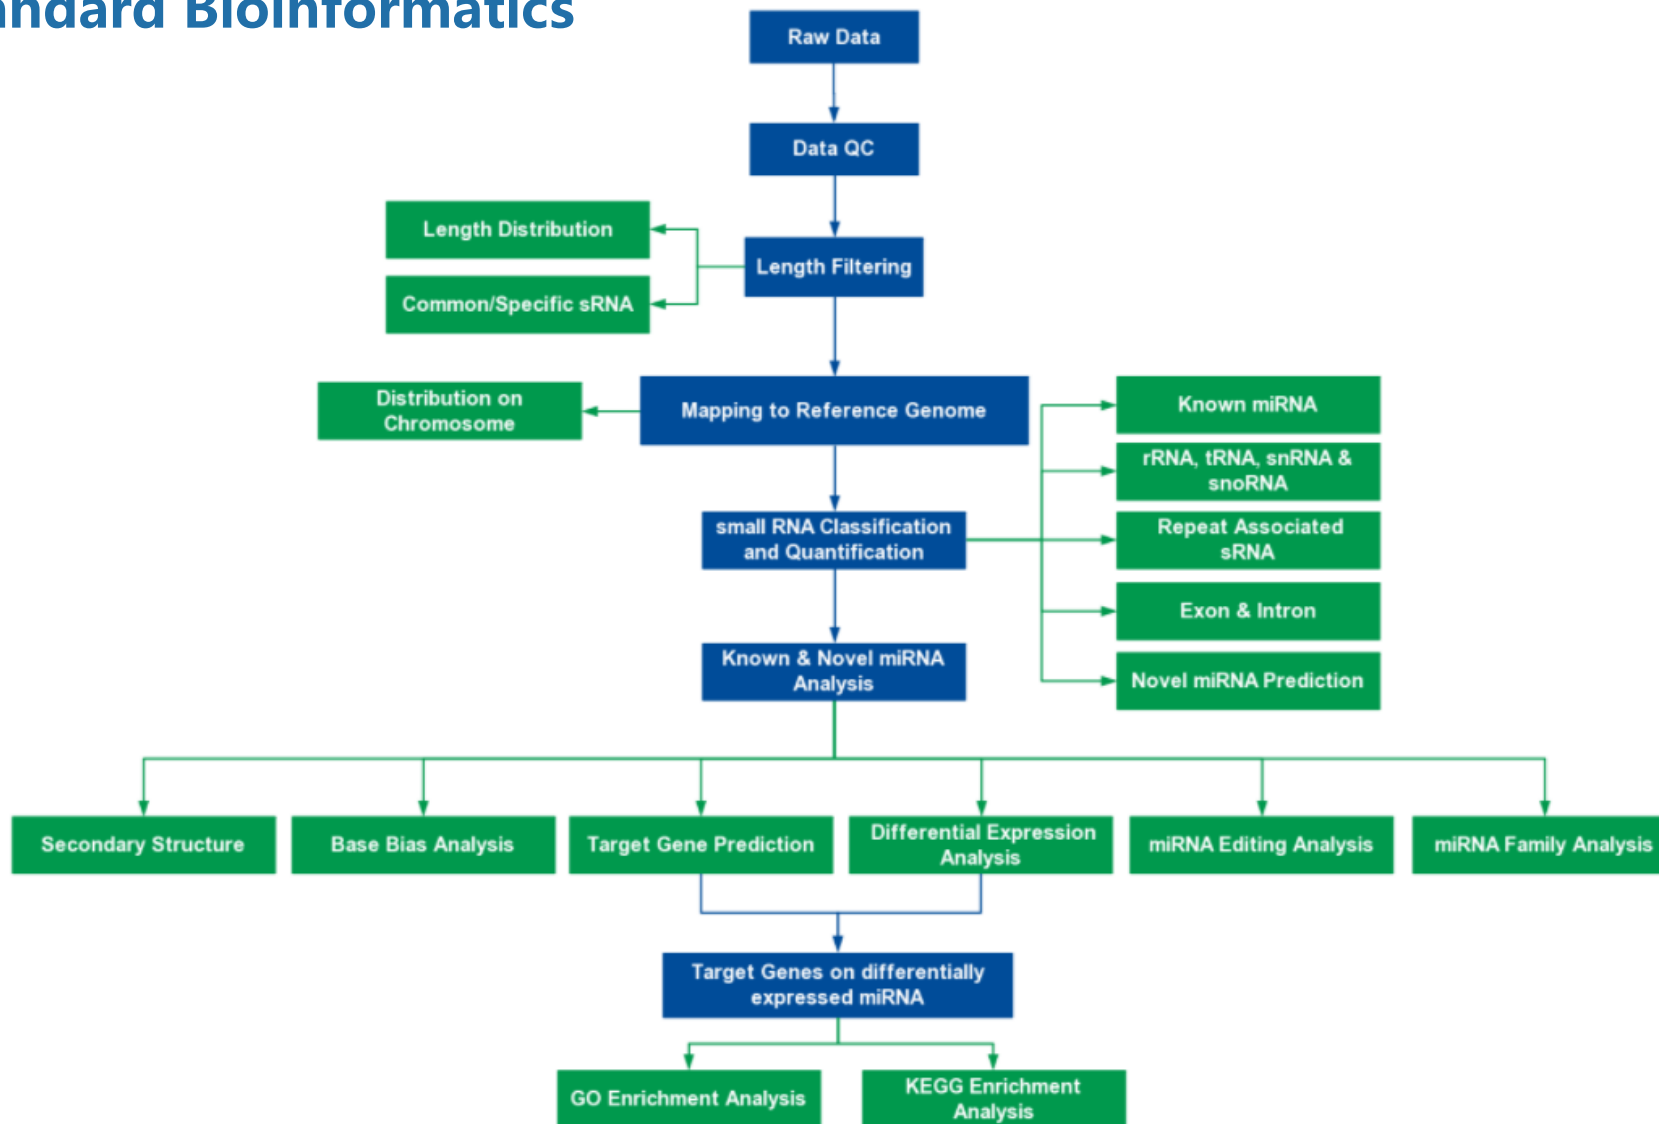 andard Bioinformatics
Raw Data
Data QC
Length Distribution
Length Filtering
Common/Specific sRNA
Distribution on
Chromosome
Mapping to Reference Genome
Known miRNA
rRNA, tRNA, snRNA &
snoRNA
small RNA Classification
and Quantification
Repeat Associated
sRNA
Exon & Intron
Known & Novel miRNA
Analysis
Novel miRNA Prediction
Secondary Structure
Base Bias Analysis
Target Gene Prediction
Differential Expression
Analysis
miRNA Editing Analysis
miRNA Family Analysis
Target Genes on differentially
expressed miRNA
GO Enrichment Analysis
KEGG Enrichment
Analysis